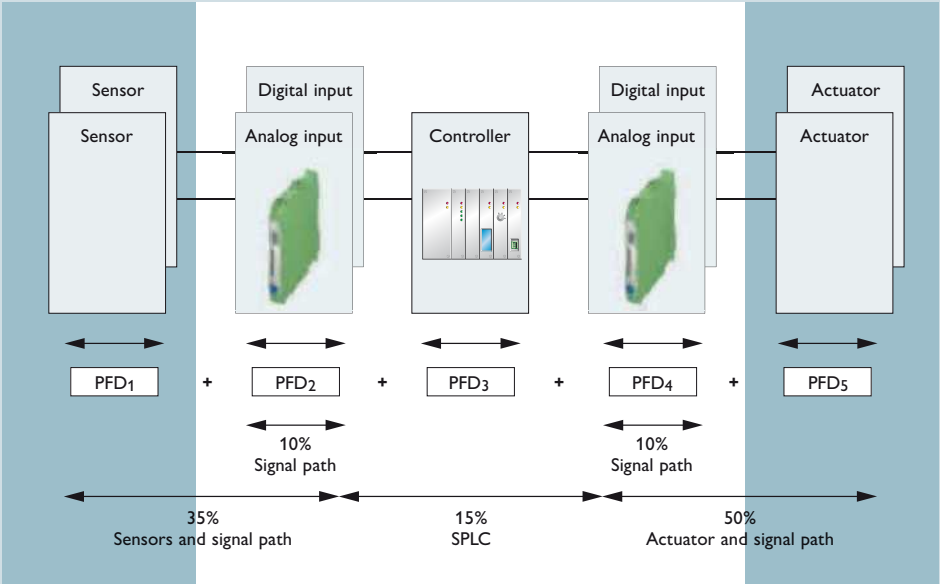 Sensor
Sensor
Digital input
Analog input
Controller
Digital input
Analog input
Actuator
Actuator
PFD1 + PFD2 + PFD3 + PFD4 + PFD5
10%
Signal path
10%
Signal path
35%
Sensors and signal path
15%
SPLC
50%
Actuator and signal path